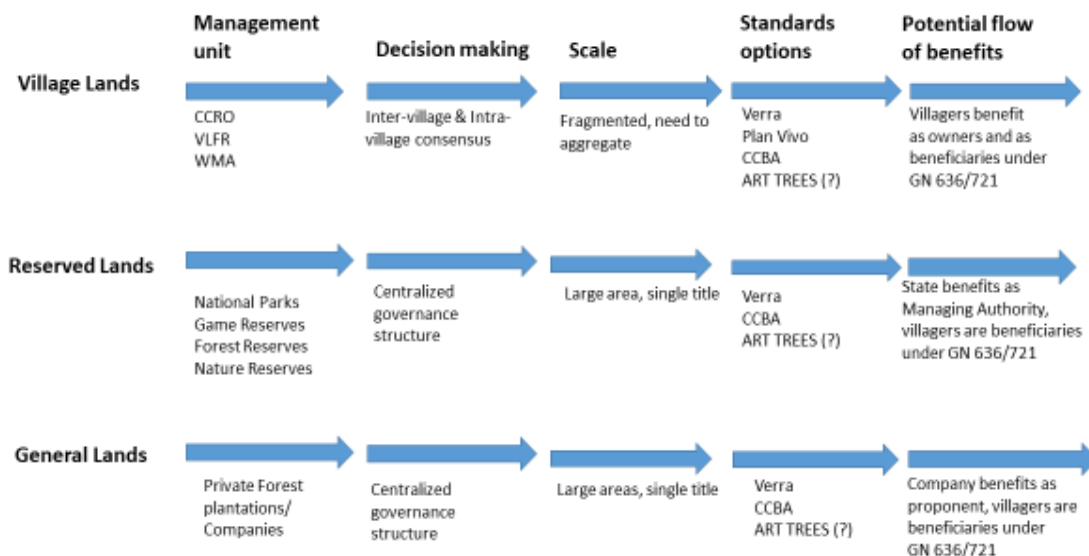 Management unit
Decision making
Scale
Standards options
Potential flow of benefits
Village Lands
CCRO
VLFR
WMA
Inter-village & Intra-
village consensus
Fragmented, need to
aggregate
Verra
Plan Vivo
CCBA
ART TREES (?)
Villagers benefit
as owners and as
beneficiaries under
GN 636/721
Reserved Lands
National Parks
Game Reserves
Forest Reserves
Nature Reserves
Centralized
governance
structure
Large area, single title
Verra
CCBA
ART TREES (?)
State benefits as
Managing Authority,
villagers are beneficiaries
under GN 636/721
General Lands
Private Forest
plantations/
Companies
Centralized
governance
structure
Large areas, single title
Verra
CCBA
ART TREES (?)
Company benefits as
proponent, villagers are
beneficiaries under
GN 636/721